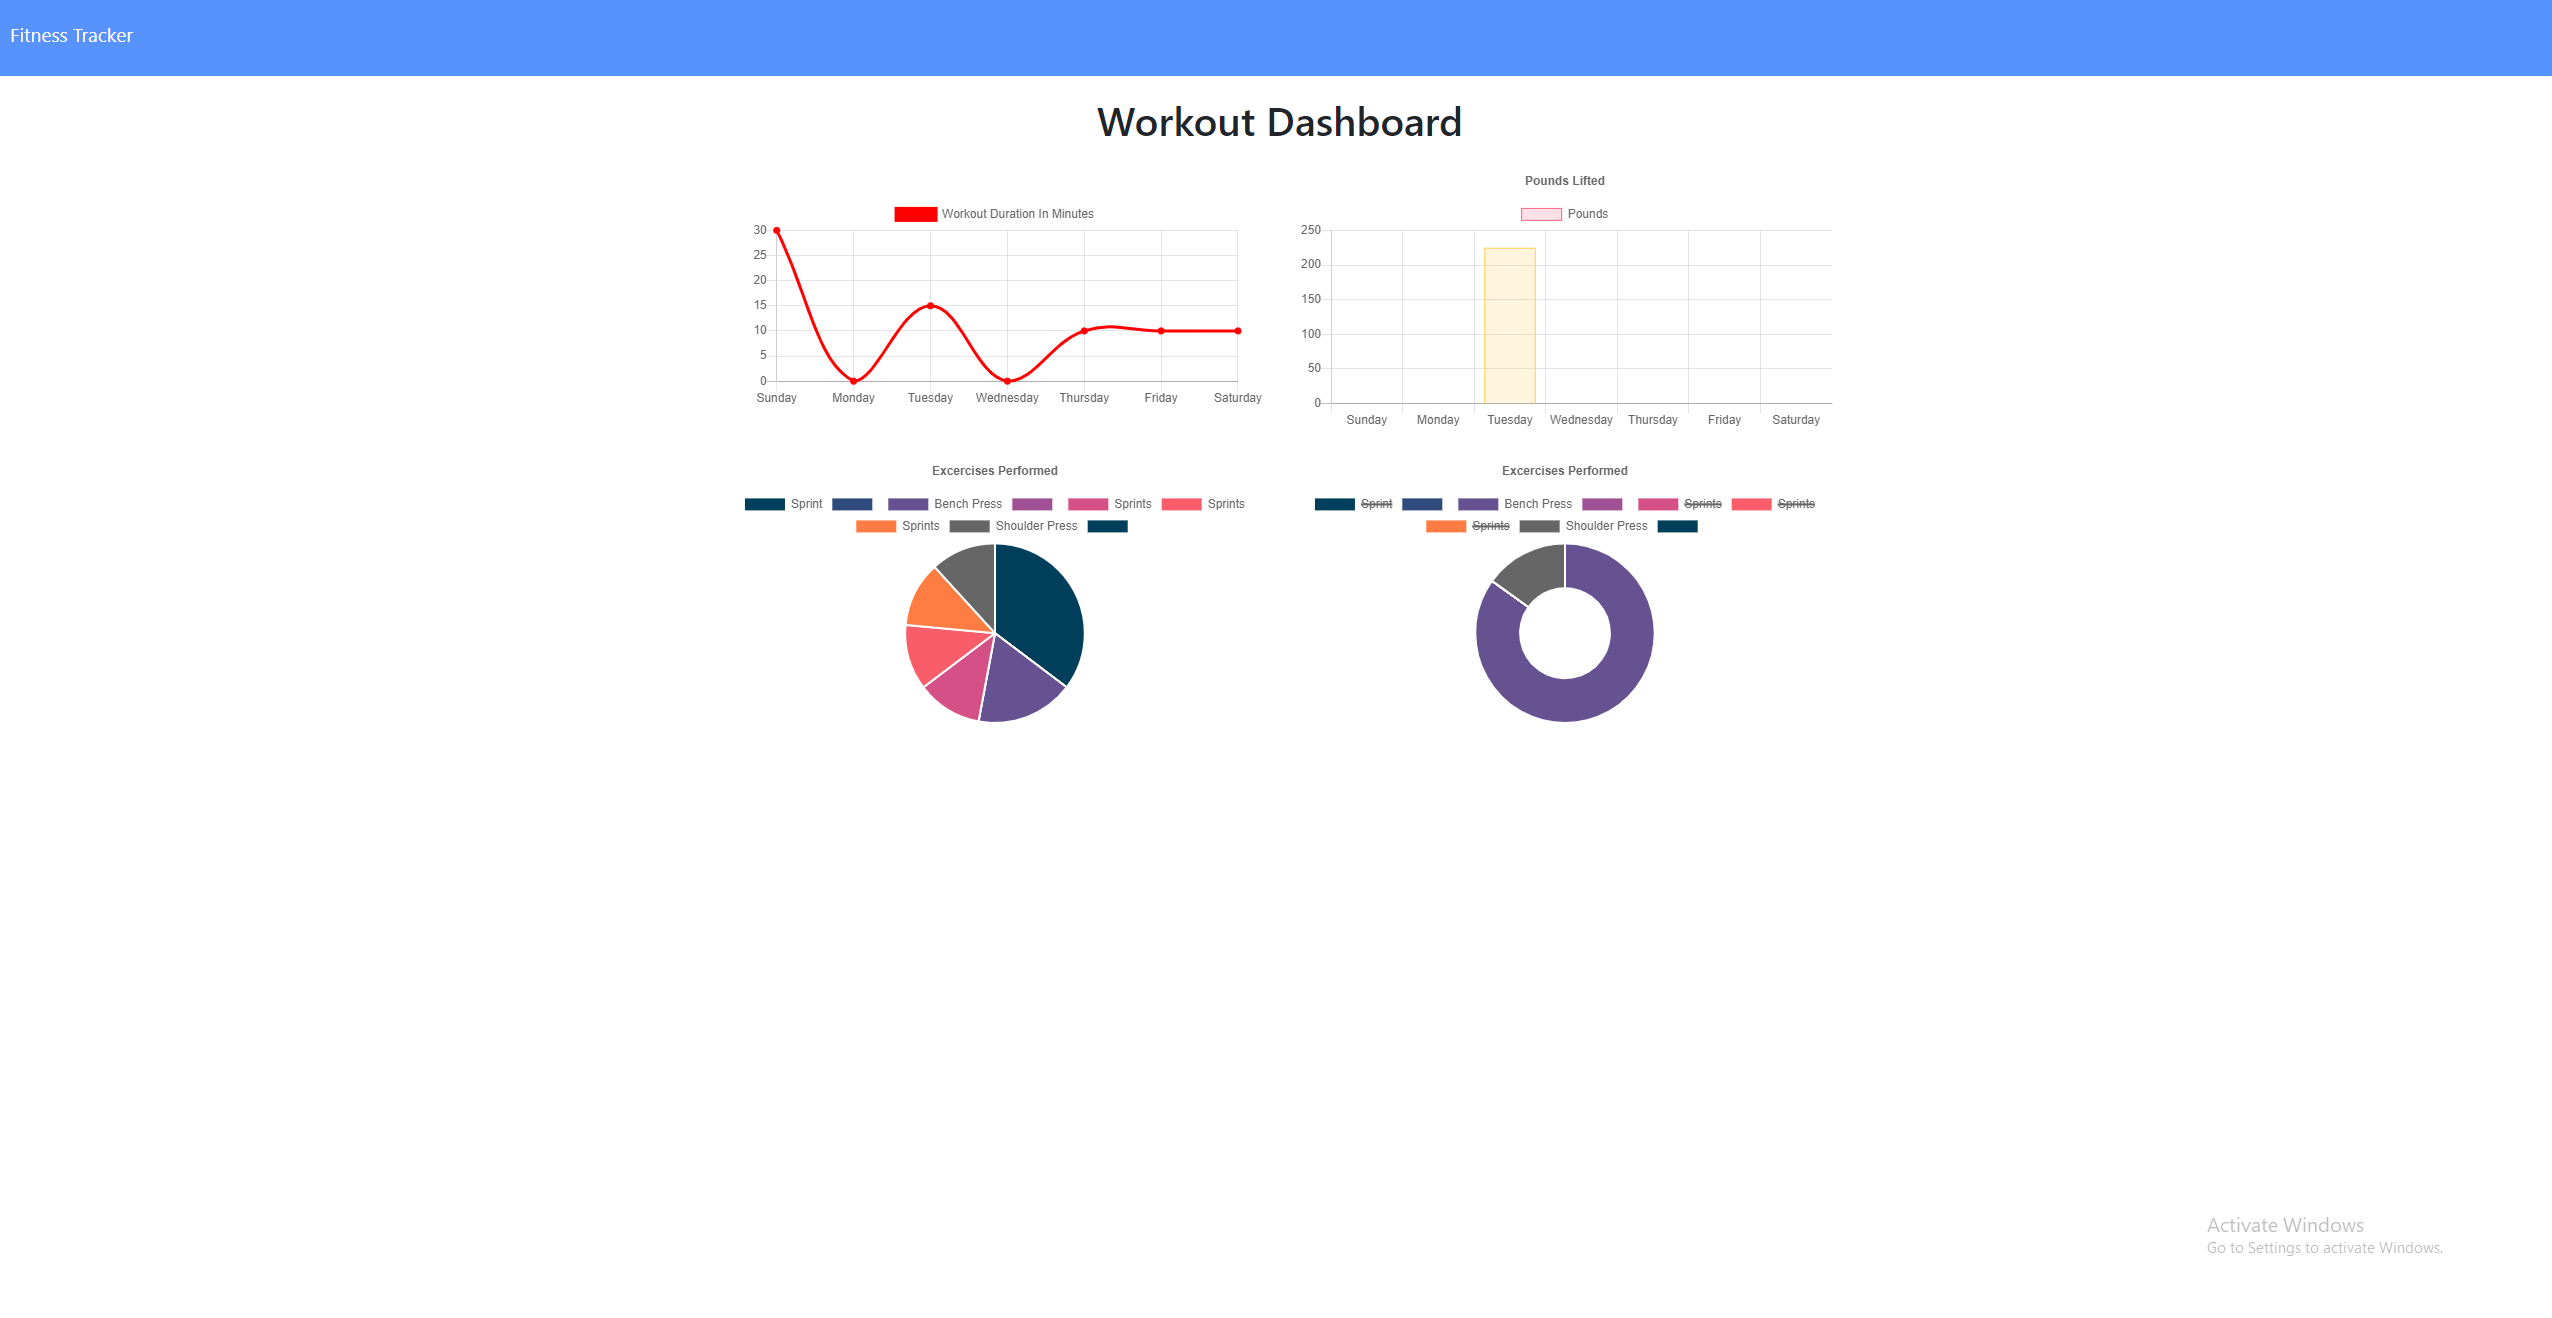 Fitness Tracker
Workout Dashboard
Workout Duration In Minutes
30
25
20
15
10
5
0
Sunday Monday Tuesday Wednesday Thursday Friday Saturday
Pounds Lifted
Pounds
250
200
150
100
50
0
Sunday Monday Tuesday Wednesday Thursday Friday Saturday
Excercises Performed
Sprint Bench Press Sprints Sprints
Sprints Shoulder Press
Excercises Performed
Sprint Bench Press Sprints Sprints
Sprints Shoulder Press
Activate Windows
Go to Settings to activate Windows.